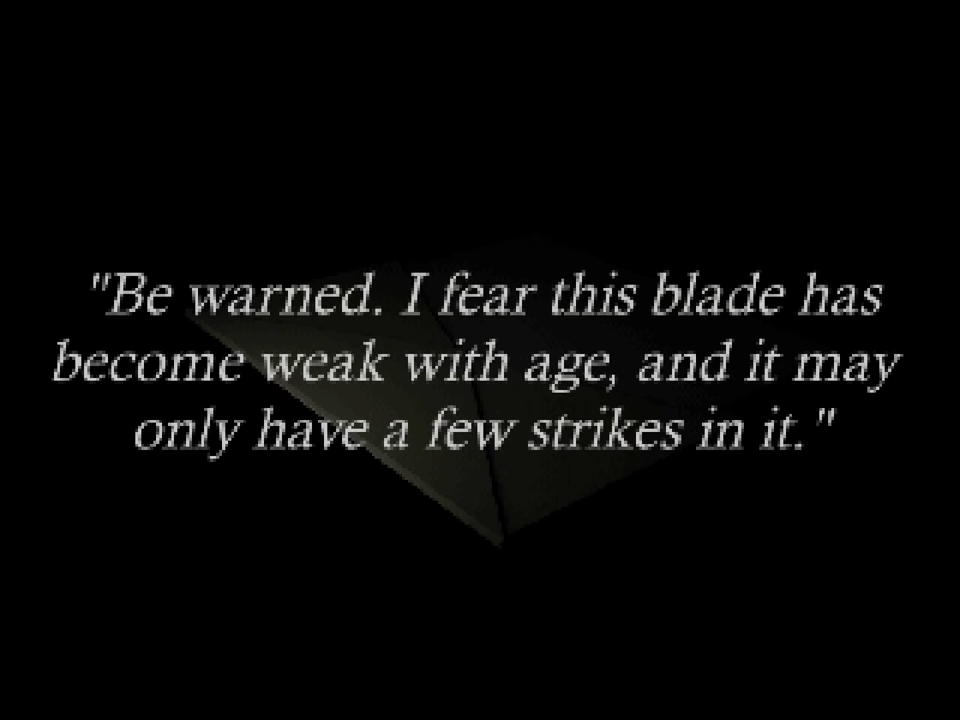 "Be warned. I fear this blade has
become weak with age, and it may
only have a few strikes in it."